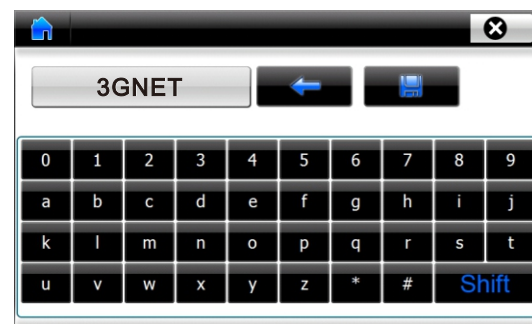 3GNET
0 1 2 3 4 5 6 7 8 9
a b c d e f g h i j
k l m n o p q r s t
u v w x y z * # Shift